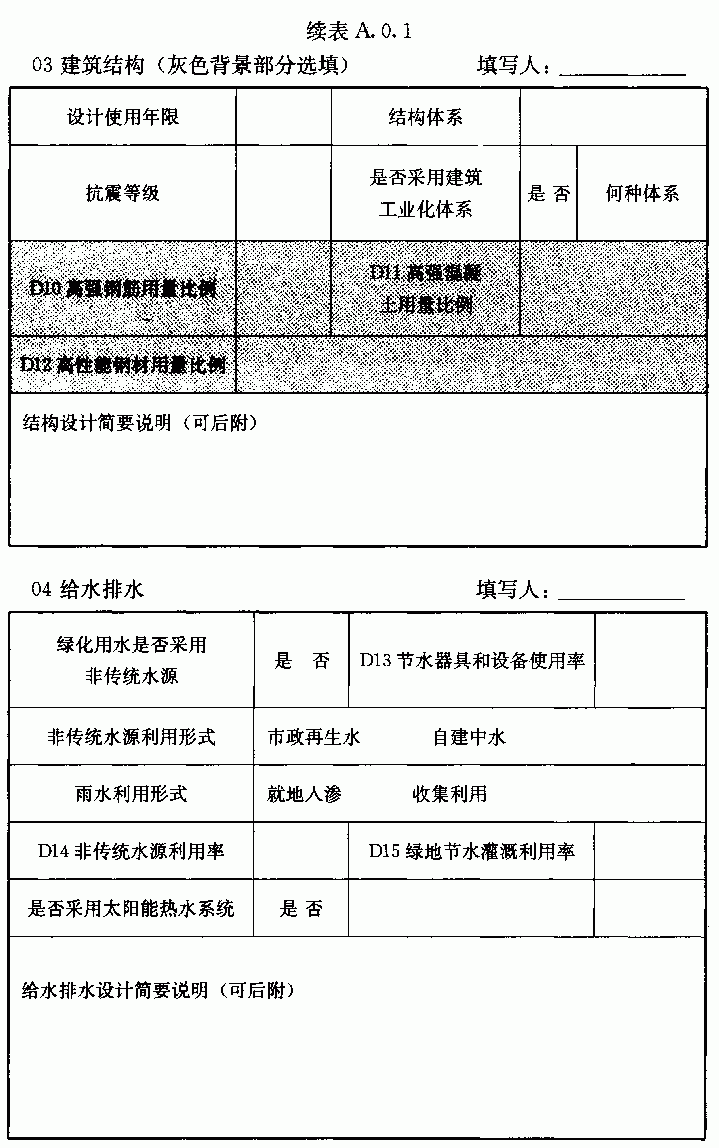 续表 A.0.1
03 建筑结构（灰色背景部分选填） 填写人：
设计使用年限 结构体系
抗震等级 是否采用建筑 是 否 何种体系
工业化体系
D10 高强钢筋用量比例 D11 高强混凝
土用量比例
D12 高性能钢材用量比例
结构设计简要说明（可后附）
04 给水排水 填写人：
绿化用水是否采用 是 否 D13 节水器具和设备使用率
非传统水源
非传统水源利用形式 市政再生水 自建中水
雨水利用形式 就地人渗 收集利用
D14 非传统水源利用率 D15 绿地节水灌溉利用率
是否采用太阳能热水系统 是 否
给水排水设计简要说明（可后附）